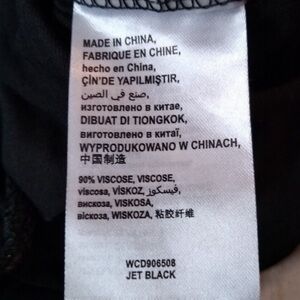 MADE IN CHINA,
FABRIQUE EN CHINE,
hecho en China,
ÇİN'DE YAPILMIŞTIR,
صنع في الصين,
изготовлено в китае,
DIBUAT DI TIONGKOK,
виготовлено в китаї,
WYPRODUKOWANO W CHINACH,
中国制造
90% VISCOSE, VISCOSE,
viscosa, VİSKOZ, فيسكوز,
вискоза, VISKOSA,
віскоза, WISKOZA, 粘胶纤维
WCD906508
JET BLACK